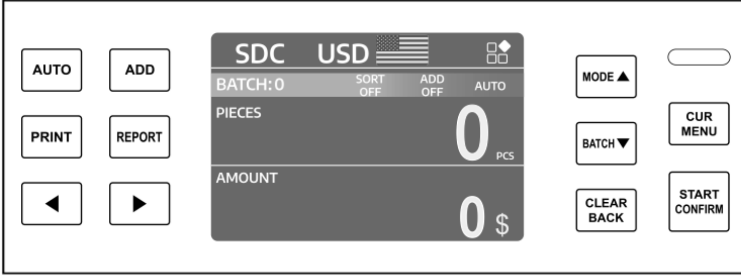 AUTO
ADD
PRINT
REPORT
SDC USD
BATCH: 0
SORT
OFF
ADD
OFF
AUTO
PIECES
0 PCS
AMOUNT
0 $
MODE▲
BATCH▼
CLEAR
BACK
CUR
MENU
START
CONFIRM